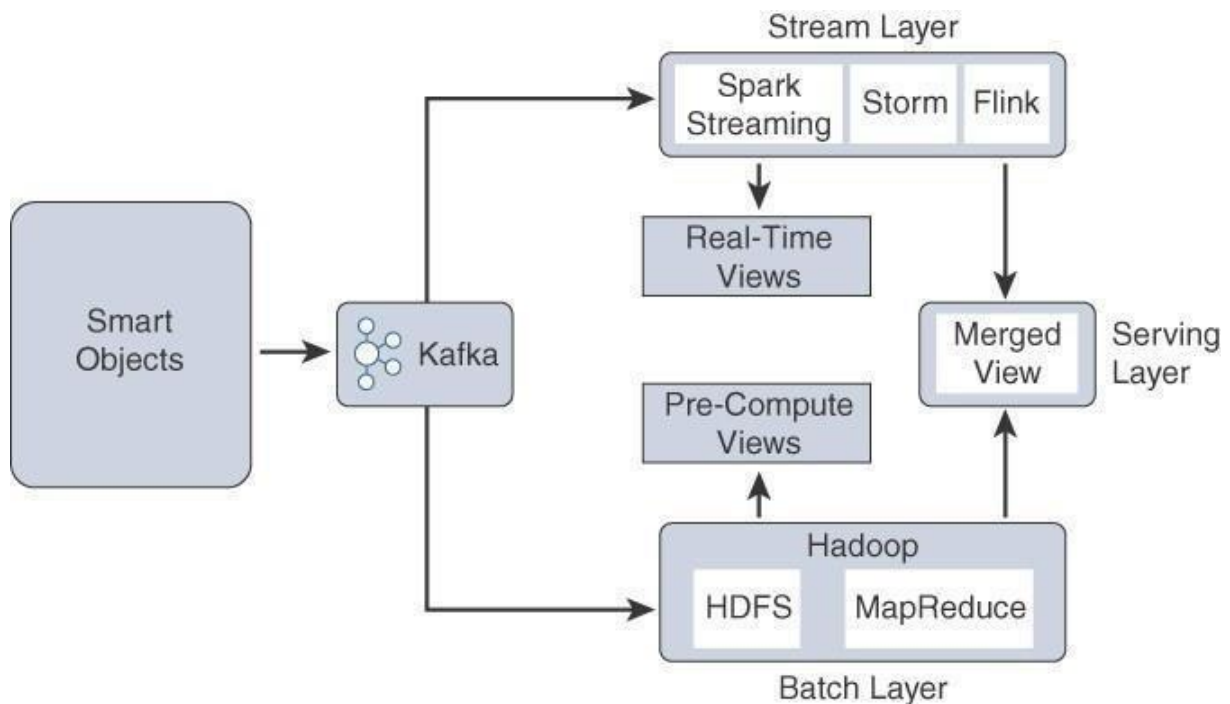 Stream Layer
Spark
Streaming
Storm
Flink
Real-Time
Views
Smart
Objects
Kafka
Merged
View
Serving
Layer
Pre-Compute
Views
Hadoop
HDFS
MapReduce
Batch Layer